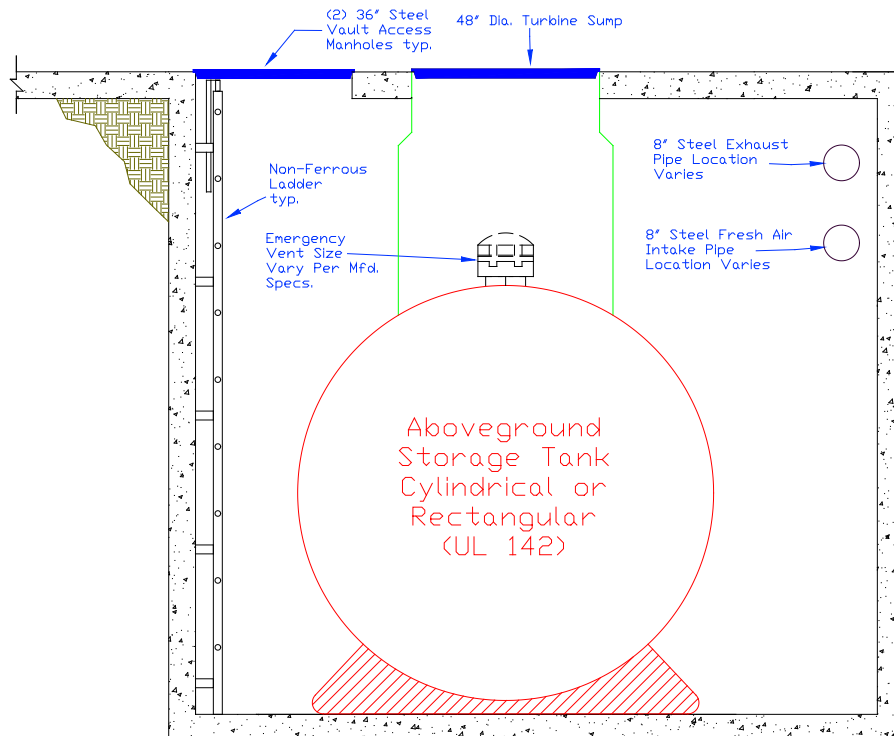 (2) 36" Steel
Vault Access
Manholes typ.
48" Dia. Turbine Sump
8" Steel Exhaust
Pipe Location
Varies
Non-Ferrous
Ladder
typ.
8" Steel Fresh Air
Intake Pipe
Location Varies
Emergency
Vent Size
Vary Per Mfd.
Specs.
Aboveground
Storage Tank
Cylindrical or
Rectangular
(UL 142)